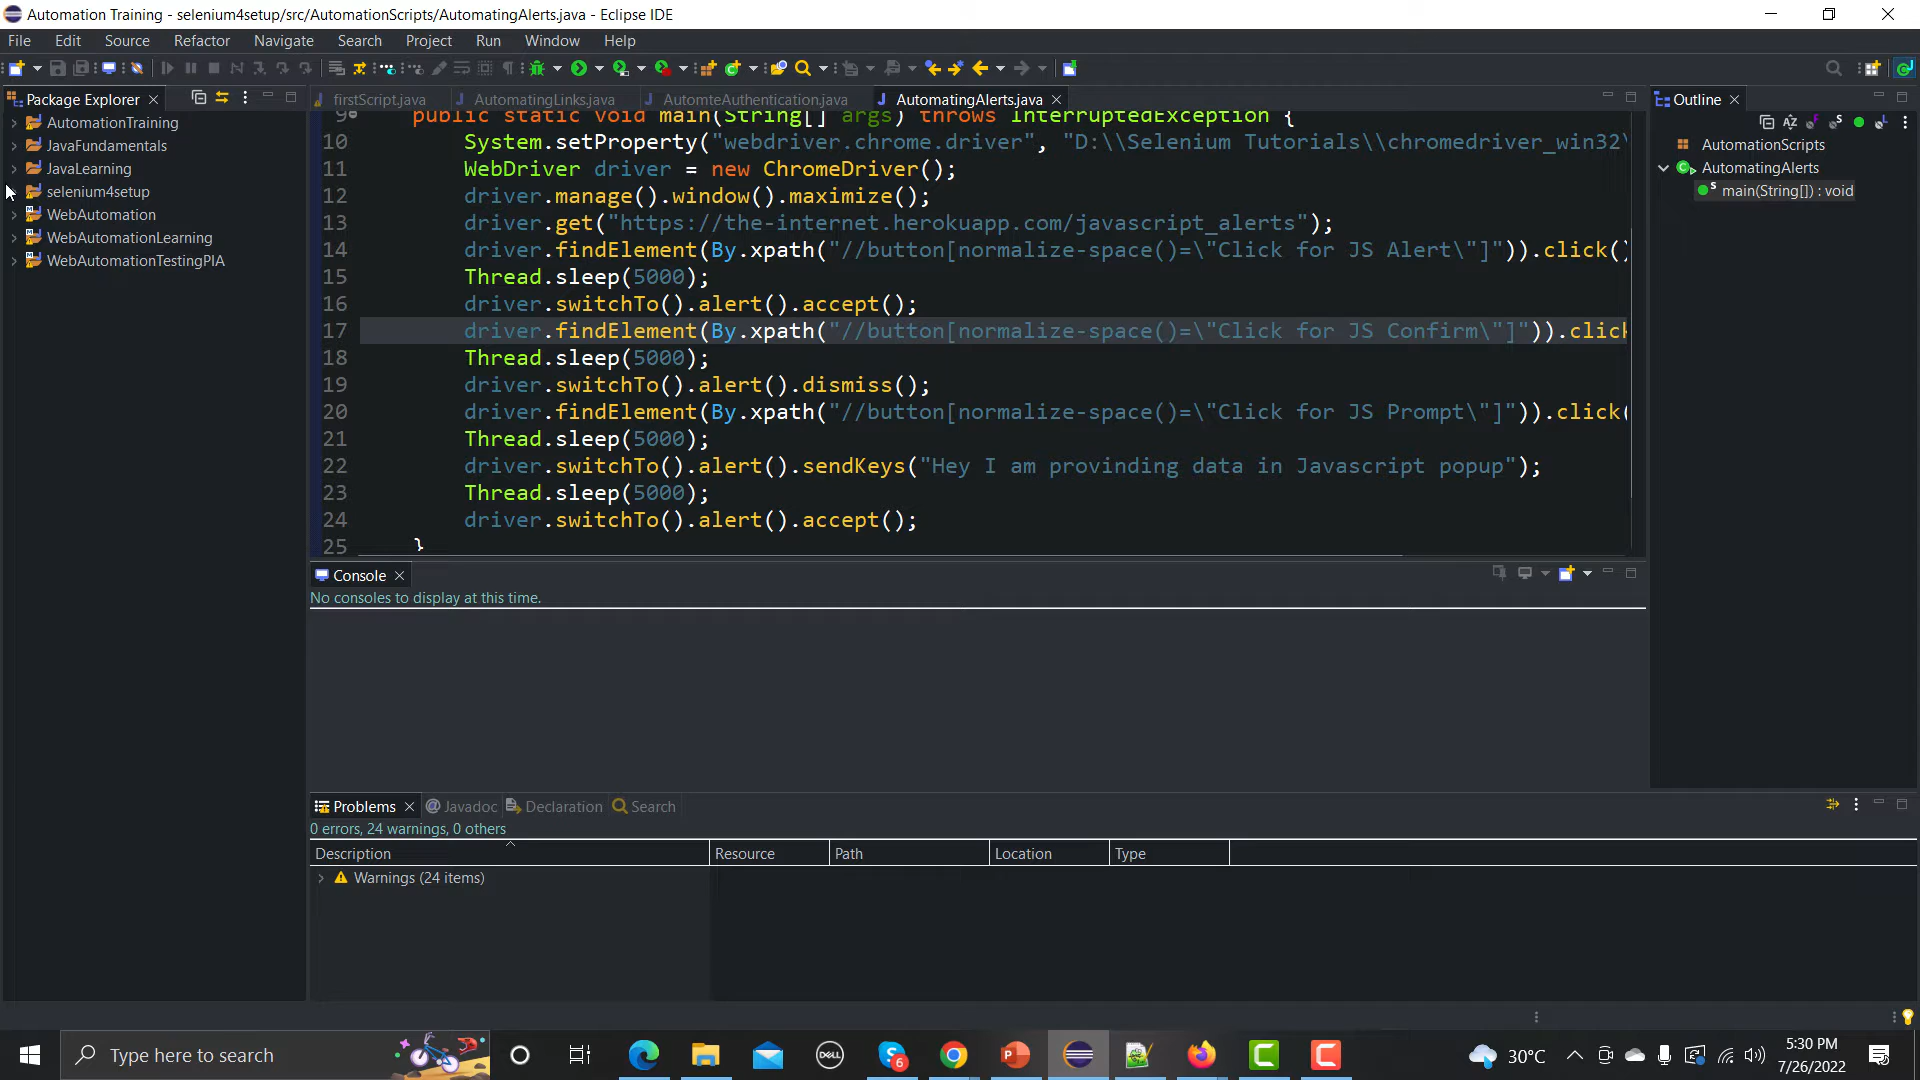 Automation Training - selenium4setup/src/AutomationScripts/AutomatingAlerts.java - Eclipse IDE
File Edit Source Refactor Navigate Search Project Run Window Help
Package Explorer
firstScript.java AutomatingLinks.java AutomteAuthentication.java AutomatingAlerts.java
Outline
AutomationTraining
JavaFundamentals
JavaLearning
selenium4setup
WebAutomation
WebAutomationLearning
WebAutomationTestingPIA
9 public static void main(String[] args) throws InterruptedException {
10 System.setProperty("webdriver.chrome.driver", "D:\\Selenium Tutorials\\chromedriver_win32\
11 WebDriver driver = new ChromeDriver();
12 driver.manage().window().maximize();
13 driver.get("https://the-internet.herokuapp.com/javascript_alerts");
14 driver.findElement(By.xpath("//button[normalize-space()=\"Click for JS Alert\"]")).click()
15 Thread.sleep(5000);
16 driver.switchTo().alert().accept();
17 driver.findElement(By.xpath("//button[normalize-space()=\"Click for JS Confirm\"]")).click
18 Thread.sleep(5000);
19 driver.switchTo().alert().dismiss();
20 driver.findElement(By.xpath("//button[normalize-space()=\"Click for JS Prompt\"]")).click(
21 Thread.sleep(5000);
22 driver.switchTo().alert().sendKeys("Hey I am provinding data in Javascript popup");
23 Thread.sleep(5000);
24 driver.switchTo().alert().accept();
25 }
AutomationScripts
AutomatingAlerts
main(String[]) : void
Console
No consoles to display at this time.
Problems Javadoc Declaration Search
0 errors, 24 warnings, 0 others
Description Resource Path Location Type
Warnings (24 items)
Type here to search
DELL
6
30°C
5:30 PM
7/26/2022